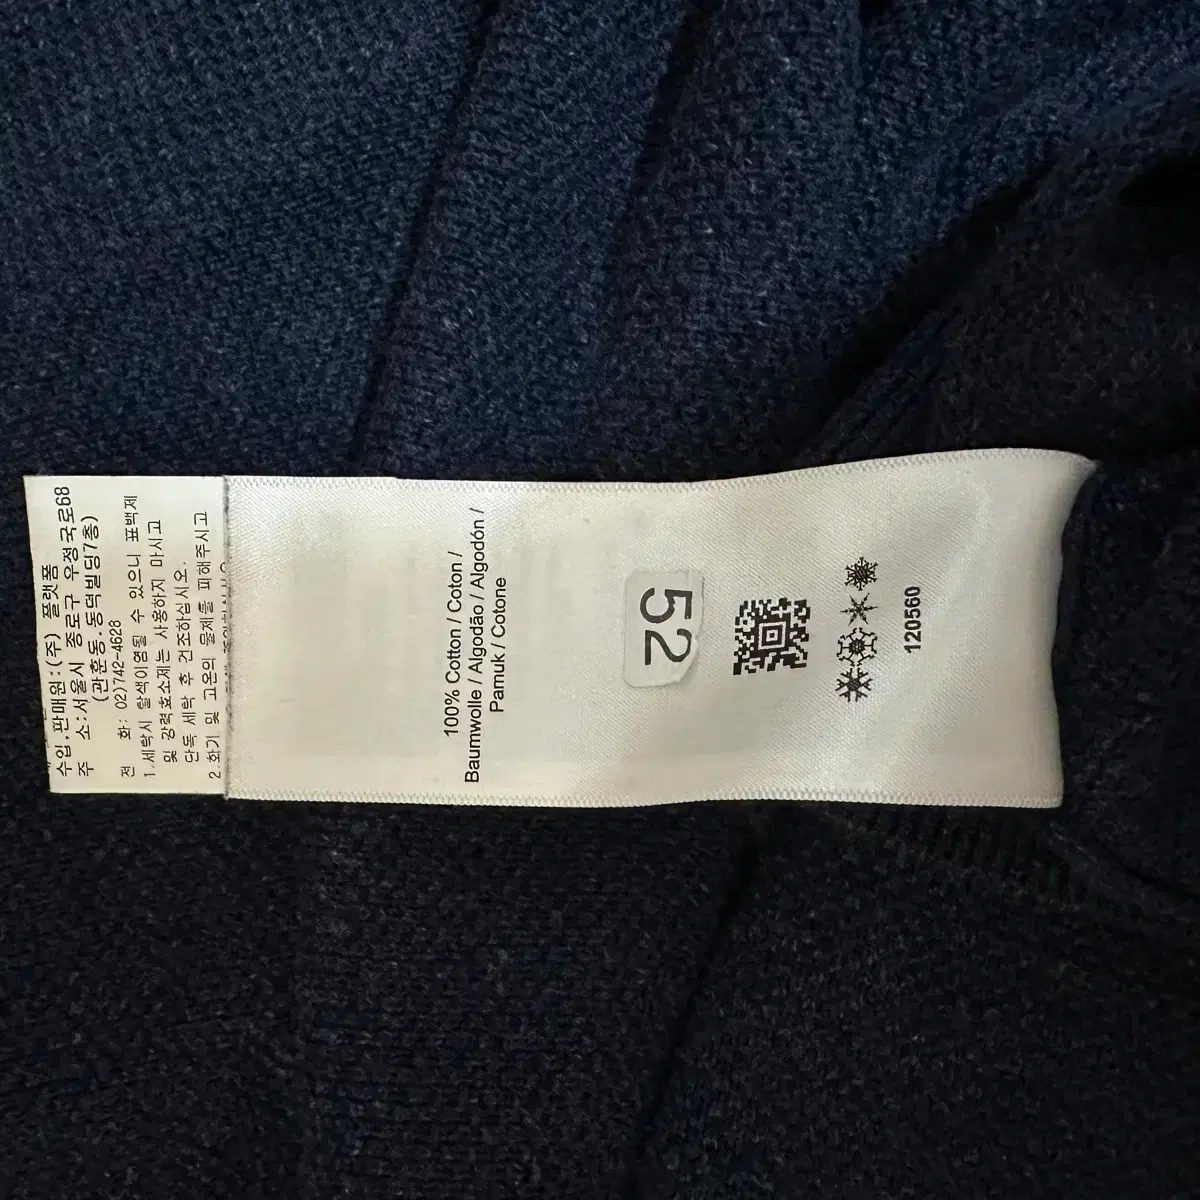 수입,판매원:(주) 플랫폼
주 소:서울시 종로구 우정국로68
(관훈동,동덕빌딩7층)
전 화: 02)742-4628
1.세탁시 탈색이염될 수 있으니 표백제
및 강력효소제는 사용하지 마시고
단독 세탁 후 건조하십시오.
2.화기 및 고온의 물체를 피해주시고
100% Cotton / Coton /
Baumwolle / Algodão / Algodón /
Pamuk / Cotone
52
120560